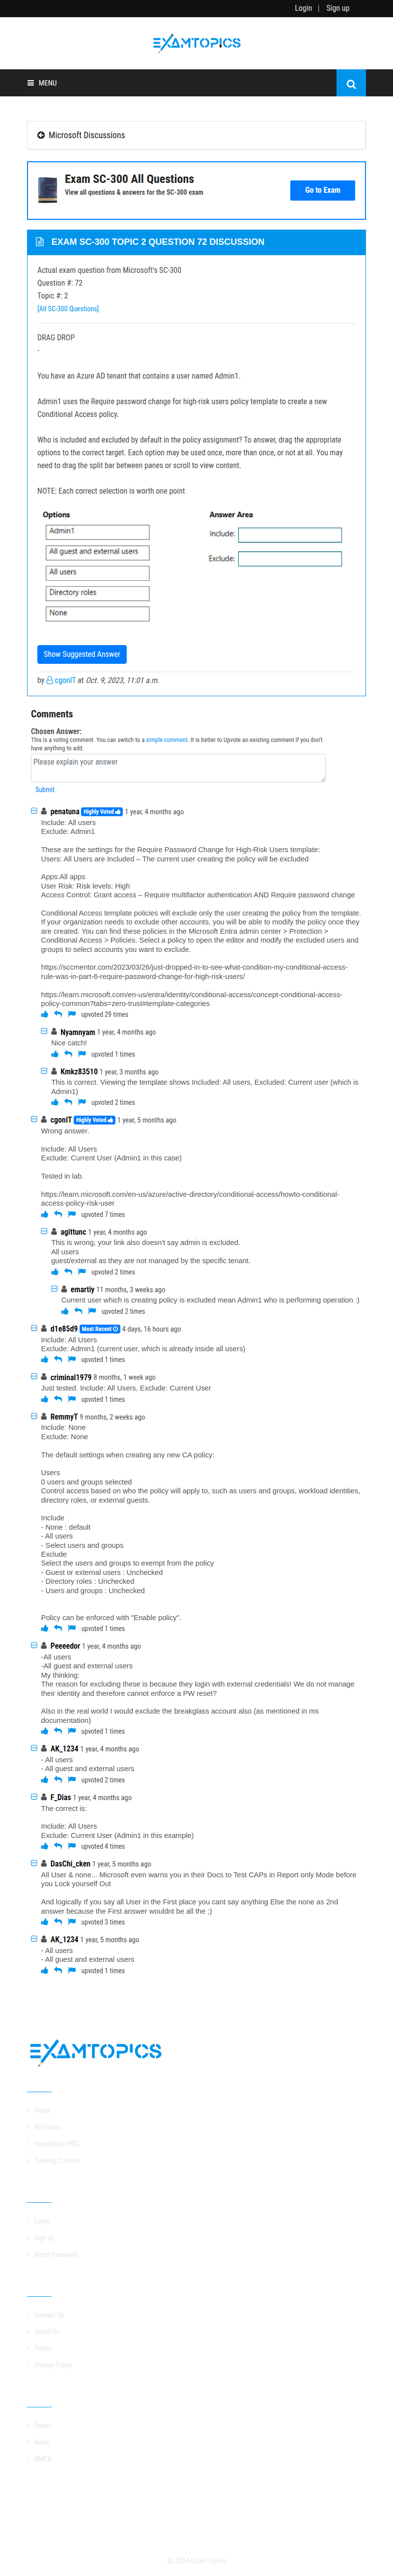 Login | Sign up
EXAMTOPICS
MENU
Microsoft Discussions
Exam SC-300 All Questions
View all questions & answers for the SC-300 exam
Go to Exam
EXAM SC-300 TOPIC 2 QUESTION 72 DISCUSSION
Actual exam question from Microsoft's SC-300
Question #: 72
Topic #: 2
[All SC-300 Questions]
DRAG DROP
-
You have an Azure AD tenant that contains a user named Admin1.
Admin1 uses the Require password change for high-risk users policy template to create a new
Conditional Access policy.
Who is included and excluded by default in the policy assignment? To answer, drag the appropriate
options to the correct target. Each option may be used once, more than once, or not at all. You may
need to drag the split bar between panes or scroll to view content.
NOTE: Each correct selection is worth one point
Options
Admin1
All guest and external users
All users
Directory roles
None
Answer Area
Include:
Exclude:
Show Suggested Answer
by cgonIT at Oct. 9, 2023, 11:01 a.m.
Comments
Chosen Answer:
This is a voting comment. You can switch to a simple comment. It is better to Upvote an existing comment if you don't
have anything to add.
Please explain your answer
Submit
penatuna Highly Voted 1 year, 4 months ago
Include: All users
Exclude: Admin1
These are the settings for the Require Password Change for High-Risk Users template:
Users: All Users are Included – The current user creating the policy will be excluded
Apps:All apps
User Risk: Risk levels: High
Access Control: Grant access – Require multifactor authentication AND Require password change
Conditional Access template policies will exclude only the user creating the policy from the template.
If your organization needs to exclude other accounts, you will be able to modify the policy once they
are created. You can find these policies in the Microsoft Entra admin center > Protection >
Conditional Access > Policies. Select a policy to open the editor and modify the excluded users and
groups to select accounts you want to exclude.
https://sccmentor.com/2023/03/26/just-dropped-in-to-see-what-condition-my-conditional-access-
rule-was-in-part-6-require-password-change-for-high-risk-users/
https://learn.microsoft.com/en-us/entra/identity/conditional-access/concept-conditional-access-
policy-common?tabs=zero-trust#template-categories
upvoted 29 times
Nyamnyam 1 year, 4 months ago
Nice catch!
upvoted 1 times
Kmkz83510 1 year, 3 months ago
This is correct. Viewing the template shows Included: All users, Excluded: Current user (which is
Admin1)
upvoted 2 times
cgonIT Highly Voted 1 year, 5 months ago
Wrong answer.
Include: All Users
Exclude: Current User (Admin1 in this case)
Tested in lab.
https://learn.microsoft.com/en-us/azure/active-directory/conditional-access/howto-conditional-
access-policy-risk-user
upvoted 7 times
agittunc 1 year, 4 months ago
This is wrong, your link also doesn't say admin is excluded.
All users
guest/external as they are not managed by the specific tenant.
upvoted 2 times
emartiy 11 months, 3 weeks ago
Current user which is creating policy is excluded mean Admin1 who is performing operation :)
upvoted 2 times
d1e85d9 Most Recent 4 days, 16 hours ago
Include: All Users
Exclude: Admin1 (current user, which is already inside all users)
upvoted 1 times
criminal1979 8 months, 1 week ago
Just tested. Include: All Users, Exclude: Current User
upvoted 1 times
RemmyT 9 months, 2 weeks ago
Include: None
Exclude: None
The default settings when creating any new CA policy:
Users
0 users and groups selected
Control access based on who the policy will apply to, such as users and groups, workload identities,
directory roles, or external guests.
Include
- None : default
- All users
- Select users and groups
Exclude
Select the users and groups to exempt from the policy
- Guest or external users : Unchecked
- Directory roles : Unchecked
- Users and groups : Unchecked
Policy can be enforced with "Enable policy".
upvoted 1 times
Peeeedor 1 year, 4 months ago
-All users
-All guest and external users
My thinking:
The reason for excluding these is because they login with external credentials! We do not manage
their identity and therefore cannot enforce a PW reset?
Also in the real world I would exclude the breakglass account also (as mentioned in ms
documentation)
upvoted 1 times
AK_1234 1 year, 4 months ago
- All users
- All guest and external users
upvoted 2 times
F_Dias 1 year, 4 months ago
The correct is:
Include: All Users
Exclude: Current User (Admin1 in this example)
upvoted 4 times
DasChi_cken 1 year, 5 months ago
All User & none... Microsoft even warns you in their Docs to Test CAPs in Report only Mode before
you Lock yourself Out
And logically If you say all User in the First place you cant say anything Else the none as 2nd
answer because the First answer wouldnt be all the ;)
upvoted 3 times
AK_1234 1 year, 5 months ago
- All users
- All guest and external users
upvoted 1 times
EXAMTOPICS
Home
All Exams
Examtopics PRO
Training Courses
Login
Sign up
Reset Password
Contact Us
About Us
Terms
Privacy Policy
Forum
News
DMCA
© 2024 ExamTopics